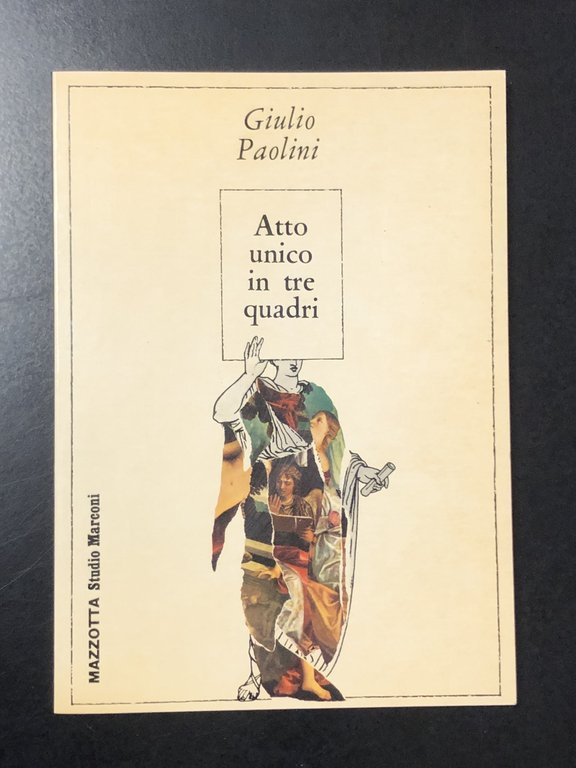 Giulio
Paolini
Atto
unico
in tre
quadri
MAZZOTTA Studio Marconi